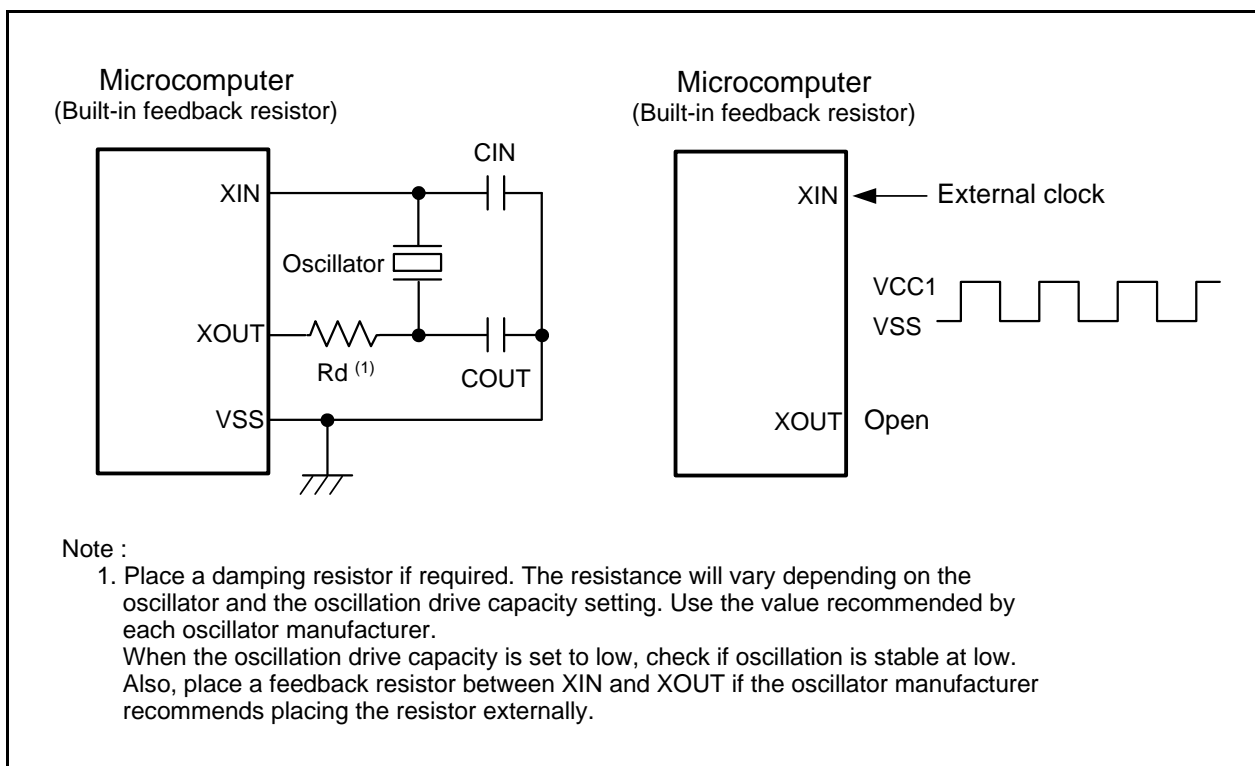 Microcomputer
(Built-in feedback resistor)
CIN
XIN
Oscillator
XOUT
Rd (1)
COUT
VSS
Microcomputer
(Built-in feedback resistor)
XIN
External clock
VCC1
VSS
XOUT
Open
Note :
1. Place a damping resistor if required. The resistance will vary depending on the
oscillator and the oscillation drive capacity setting. Use the value recommended by
each oscillator manufacturer.
When the oscillation drive capacity is set to low, check if oscillation is stable at low.
Also, place a feedback resistor between XIN and XOUT if the oscillator manufacturer
recommends placing the resistor externally.